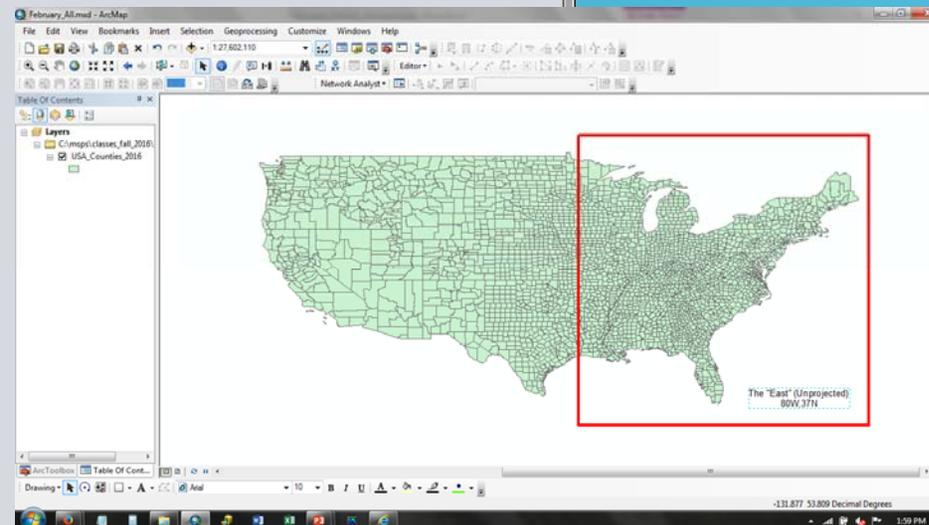 February_All.mxd - ArcMap
File Edit View Bookmarks Insert Selection Geoprocessing Customize Windows Help
1:27,602,110
Editor
Network Analyst
Table Of Contents
Layers
C:\msps\classes_fall_2016\
USA_Counties_2016
The "East" (Unprojected)
80W,37N
ArcToolbox Table Of Cont...
Drawing A Arial 10 B I U A
-131.877 53.809 Decimal Degrees
1:59 PM